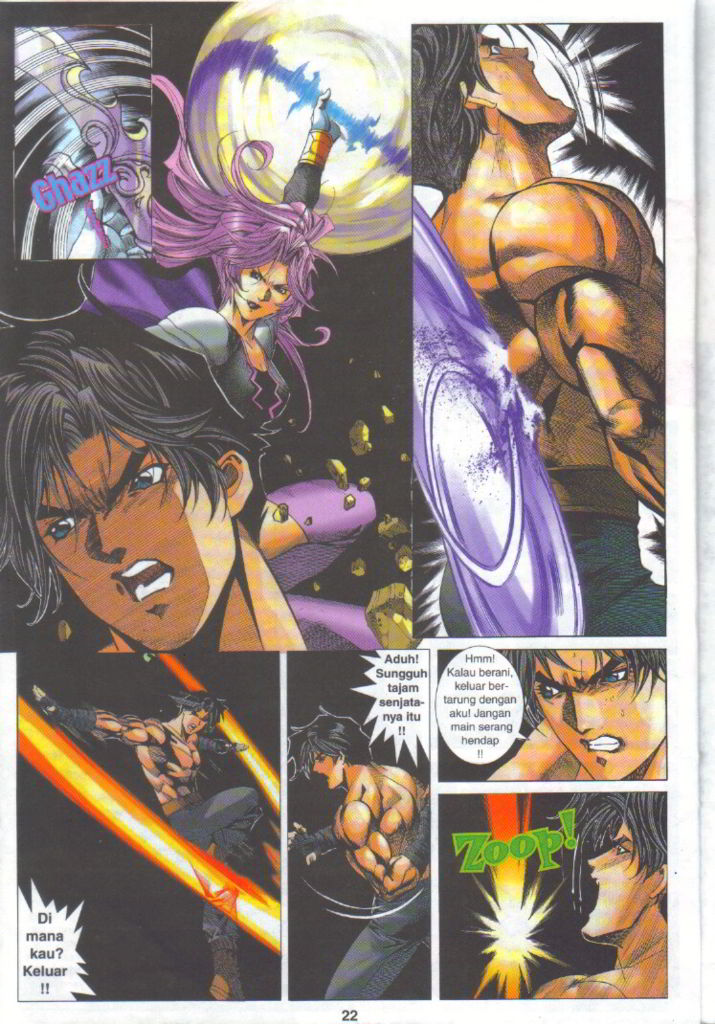 Ghazz
Di
mana
kau?
Keluar
!!
Aduh!
Sungguh
tajam
senjata-
nya itu
!!
Hmm!
Kalau berani,
keluar ber-
tarung dengan
aku! Jangan
main serang
hendap
!!
Zoop!
22